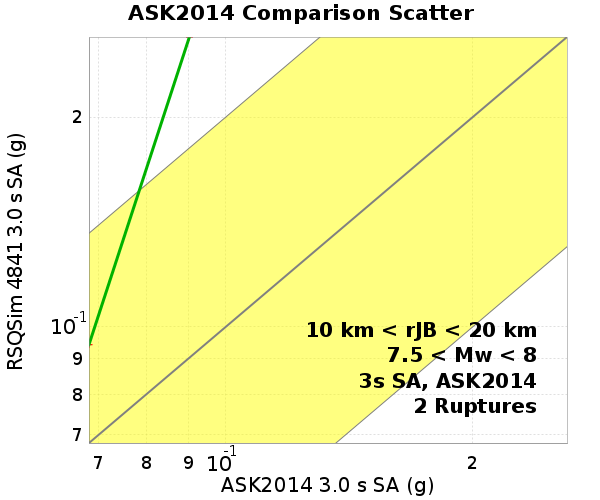 ASK2014 Comparison Scatter
RSQSim 4841 3.0 s SA (g)
2
10-1
9
8
7
10 km < rJB < 20 km
7.5 < Mw < 8
3s SA, ASK2014
2 Ruptures
7 8 9 10-1 2
ASK2014 3.0 s SA (g)